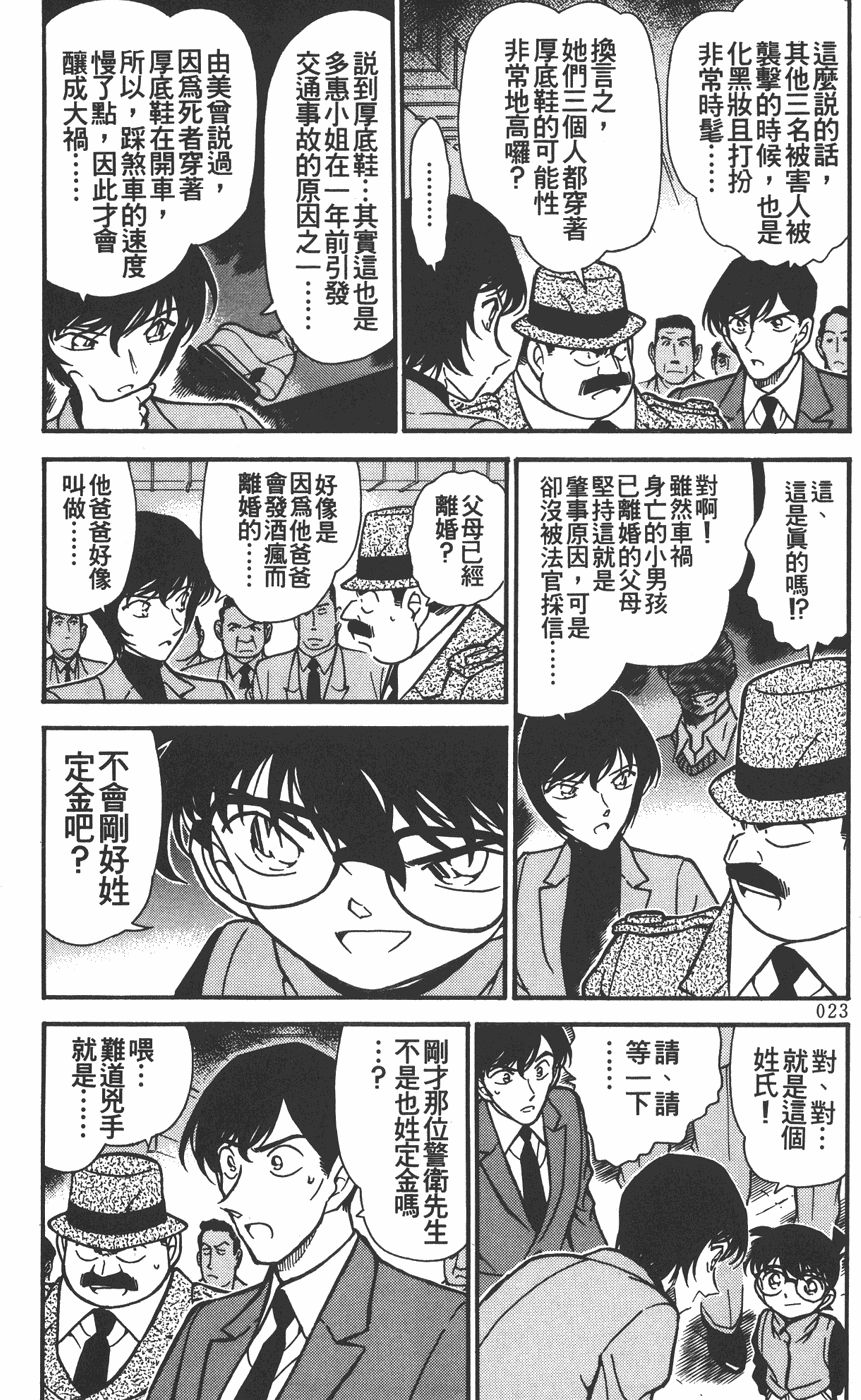 這麼說的話，
其他三名被害人被
襲擊的時候，也是
化黑妝且打扮
非常時髦…
換言之，
她們三個人都穿著
厚底鞋的可能性
非常地高囉？
……
說到厚底鞋…其實這也是
多惠小姐在一年前引發
交通事故的原因之一……
由美曾說過，
因爲死者穿著
厚底鞋在開車，
所以，踩煞車的速度
慢了點，因此才會
釀成大禍……
這、
這是眞的嗎!?
對啊！
雖然車禍
身亡的小男孩
已離婚的父母
堅持這就是
肇事原因，可是
卻沒被法官採信……
父母已經
離婚？
好像是
因爲他爸爸
會發酒瘋而
離婚的……
他爸爸好像
叫做……
不會剛好姓
定金吧？
023
對、對…
就是這個
姓氏！
請、請
等一下
……
剛才那位警衛先生
不是也姓定金嗎
…？
喂…
難道兇手
就是……